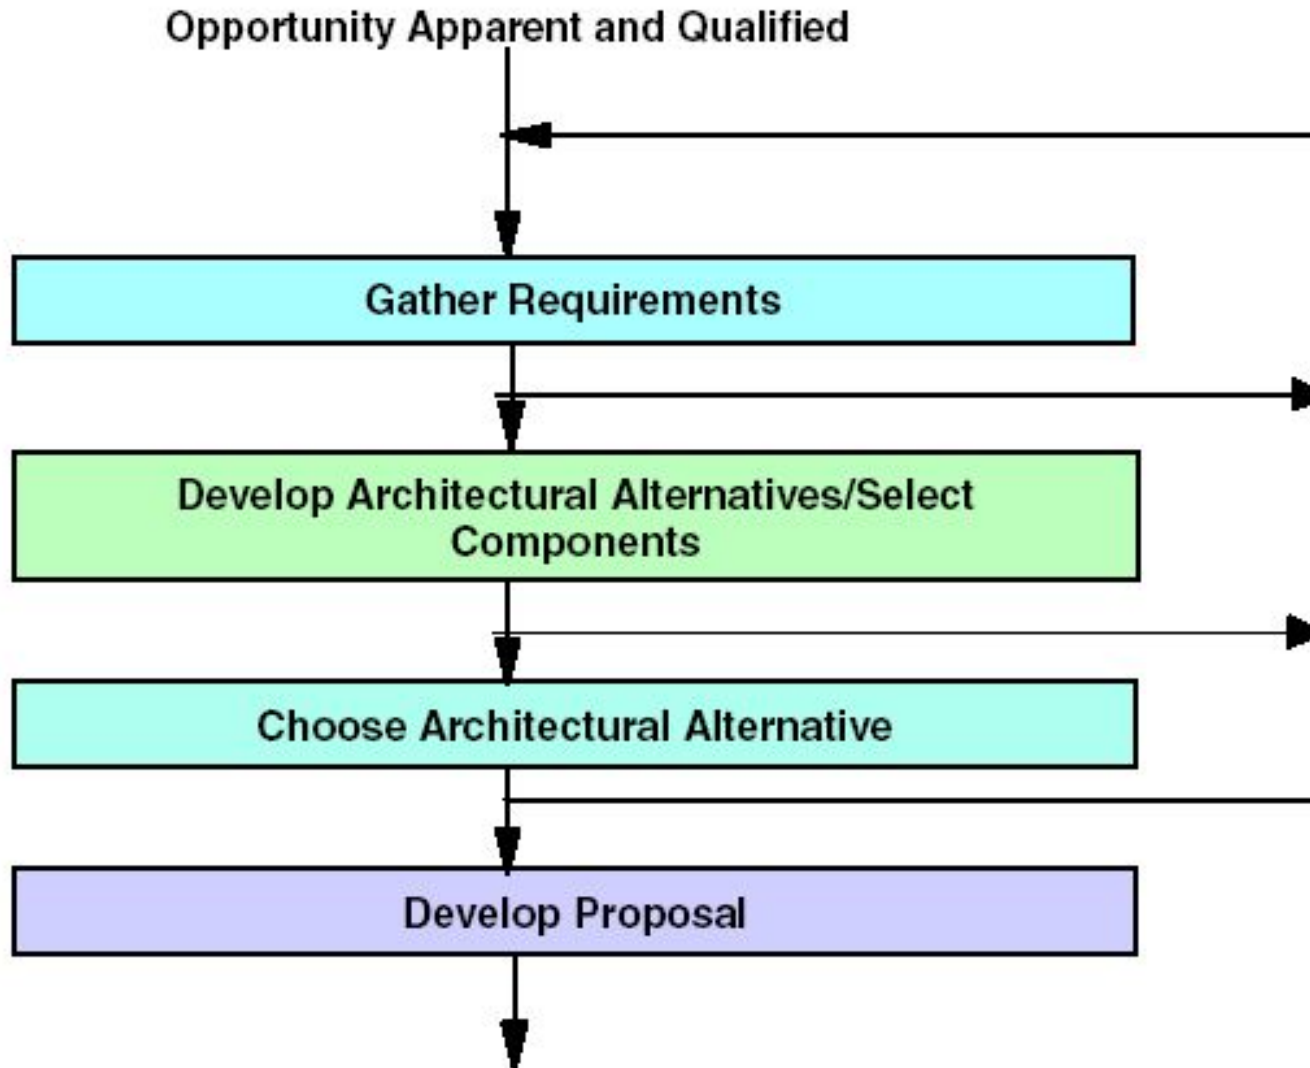 Opportunity Apparent and Qualified
Gather Requirements
Develop Architectural Alternatives/Select
Components
Choose Architectural Alternative
Develop Proposal